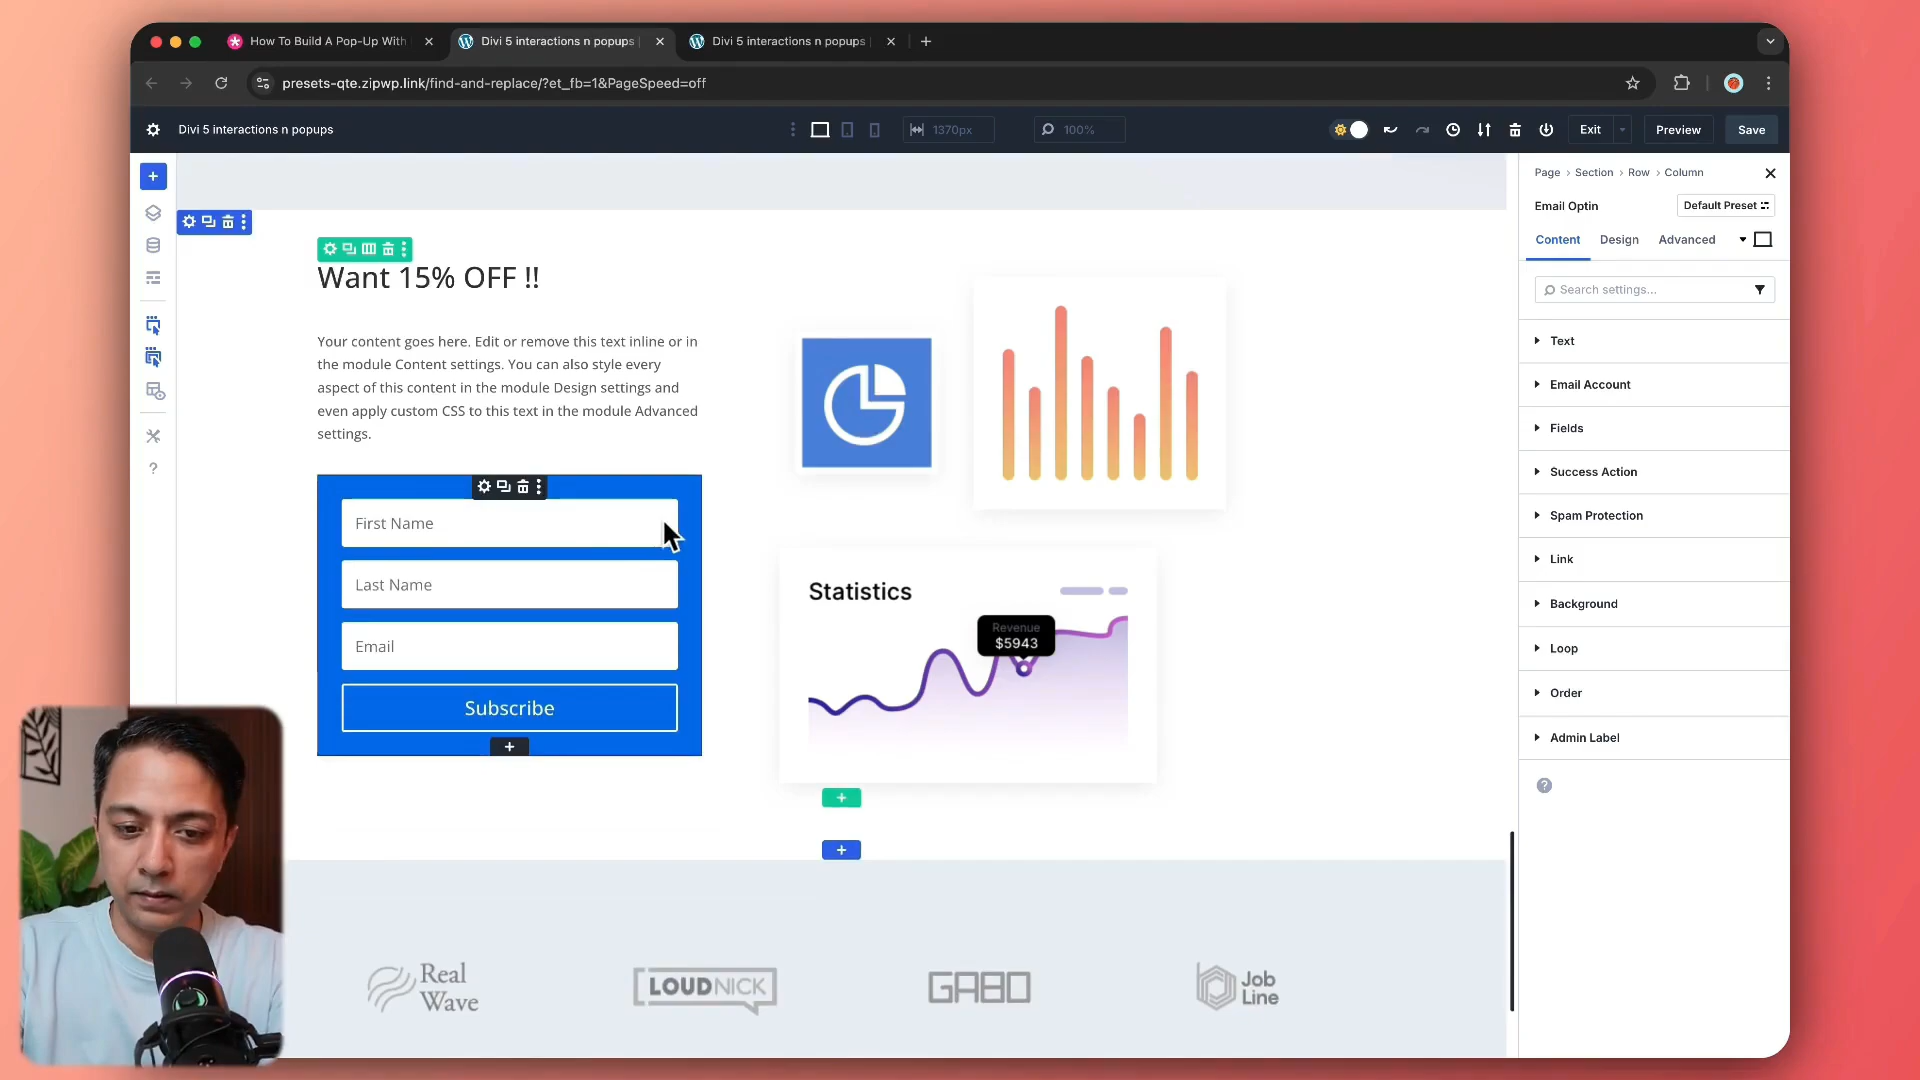 How To Build A Pop-Up With
Divi 5 interactions n popups
Divi 5 interactions n popups
presets-qte.zipwp.link/find-and-replace/?et_fb=1&PageSpeed=off
Divi 5 interactions n popups
1370px
100%
Exit
Preview
Save
Page > Section > Row > Column
Email Optin
Default Preset
Content
Design
Advanced
Search settings...
Text
Email Account
Fields
Success Action
Spam Protection
Link
Background
Loop
Order
Admin Label
Want 15% OFF !!
Your content goes here. Edit or remove this text inline or in
the module Content settings. You can also style every
aspect of this content in the module Design settings and
even apply custom CSS to this text in the module Advanced
settings.
First Name
Last Name
Email
Subscribe
Statistics
Revenue
$5943
Real
Wave
LOUDNICK
GABO
Job
Line